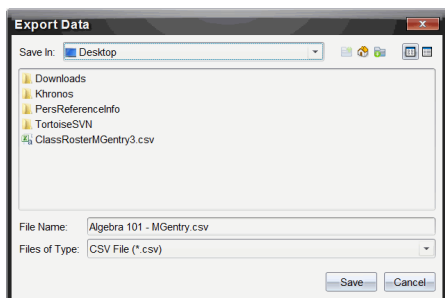 Export Data
Save In: Desktop
Downloads
Khronos
PersReferenceInfo
TortoiseSVN
ClassRosterMGentry3.csv
File Name: Algebra 101 - MGentry.csv
Files of Type: CSV File (*.csv)
Save Cancel